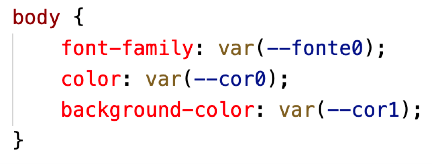 body {
    font-family: var(--fonte0);
    color: var(--cor0);
    background-color: var(--cor1);
}